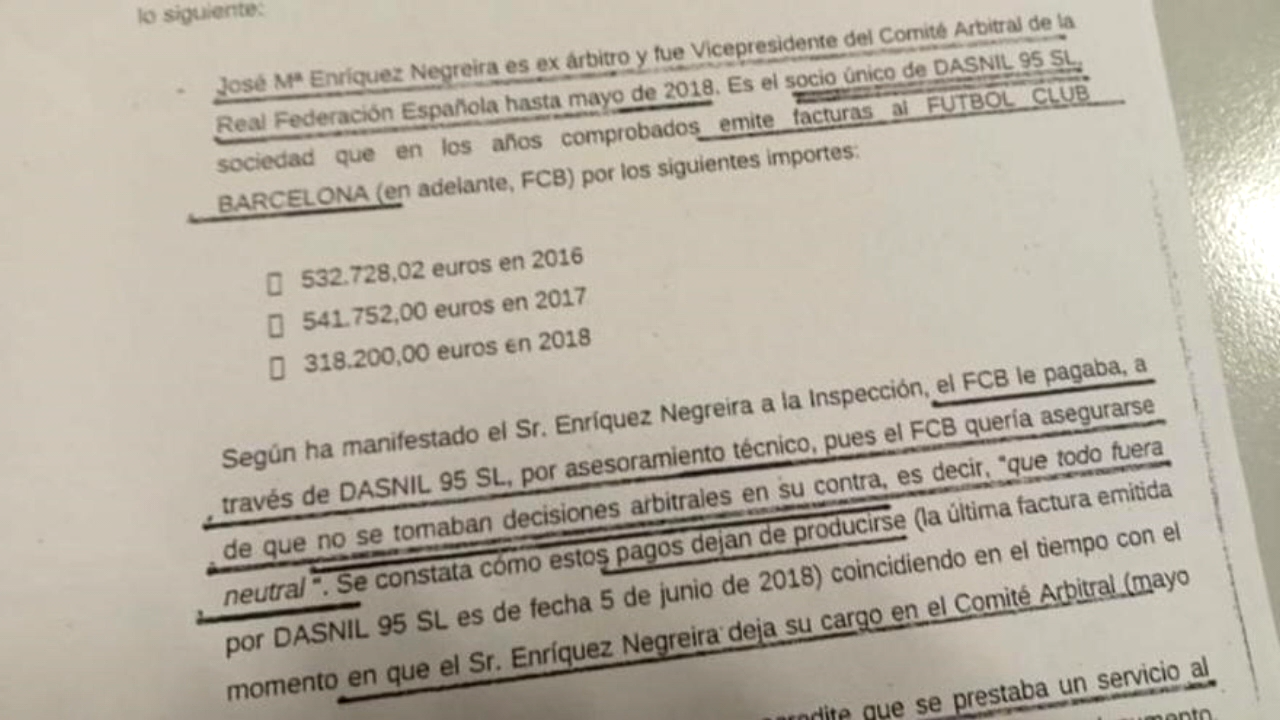 lo siguiente:
José Mª Enríquez Negreira es ex árbitro y fue Vicepresidente del Comité Arbitral de la
Real Federación Española hasta mayo de 2018. Es el socio único de DASNIL 95 SL,
sociedad que en los años comprobados emite facturas al FUTBOL CLUB
BARCELONA (en adelante, FCB) por los siguientes importes:
532.728,02 euros en 2016
541.752,00 euros en 2017
318.200,00 euros en 2018
Según ha manifestado el Sr. Enríquez Negreira a la Inspección, el FCB le pagaba, a
través de DASNIL 95 SL, por asesoramiento técnico, pues el FCB quería asegurarse
de que no se tomaban decisiones arbitrales en su contra, es decir, "que todo fuera
neutral". Se constata cómo estos pagos dejan de producirse (la última factura emitida
por DASNIL 95 SL es de fecha 5 de junio de 2018) coincidiendo en el tiempo con el
momento en que el Sr. Enríquez Negreira deja su cargo en el Comité Arbitral (mayo
que se prestaba un servicio al